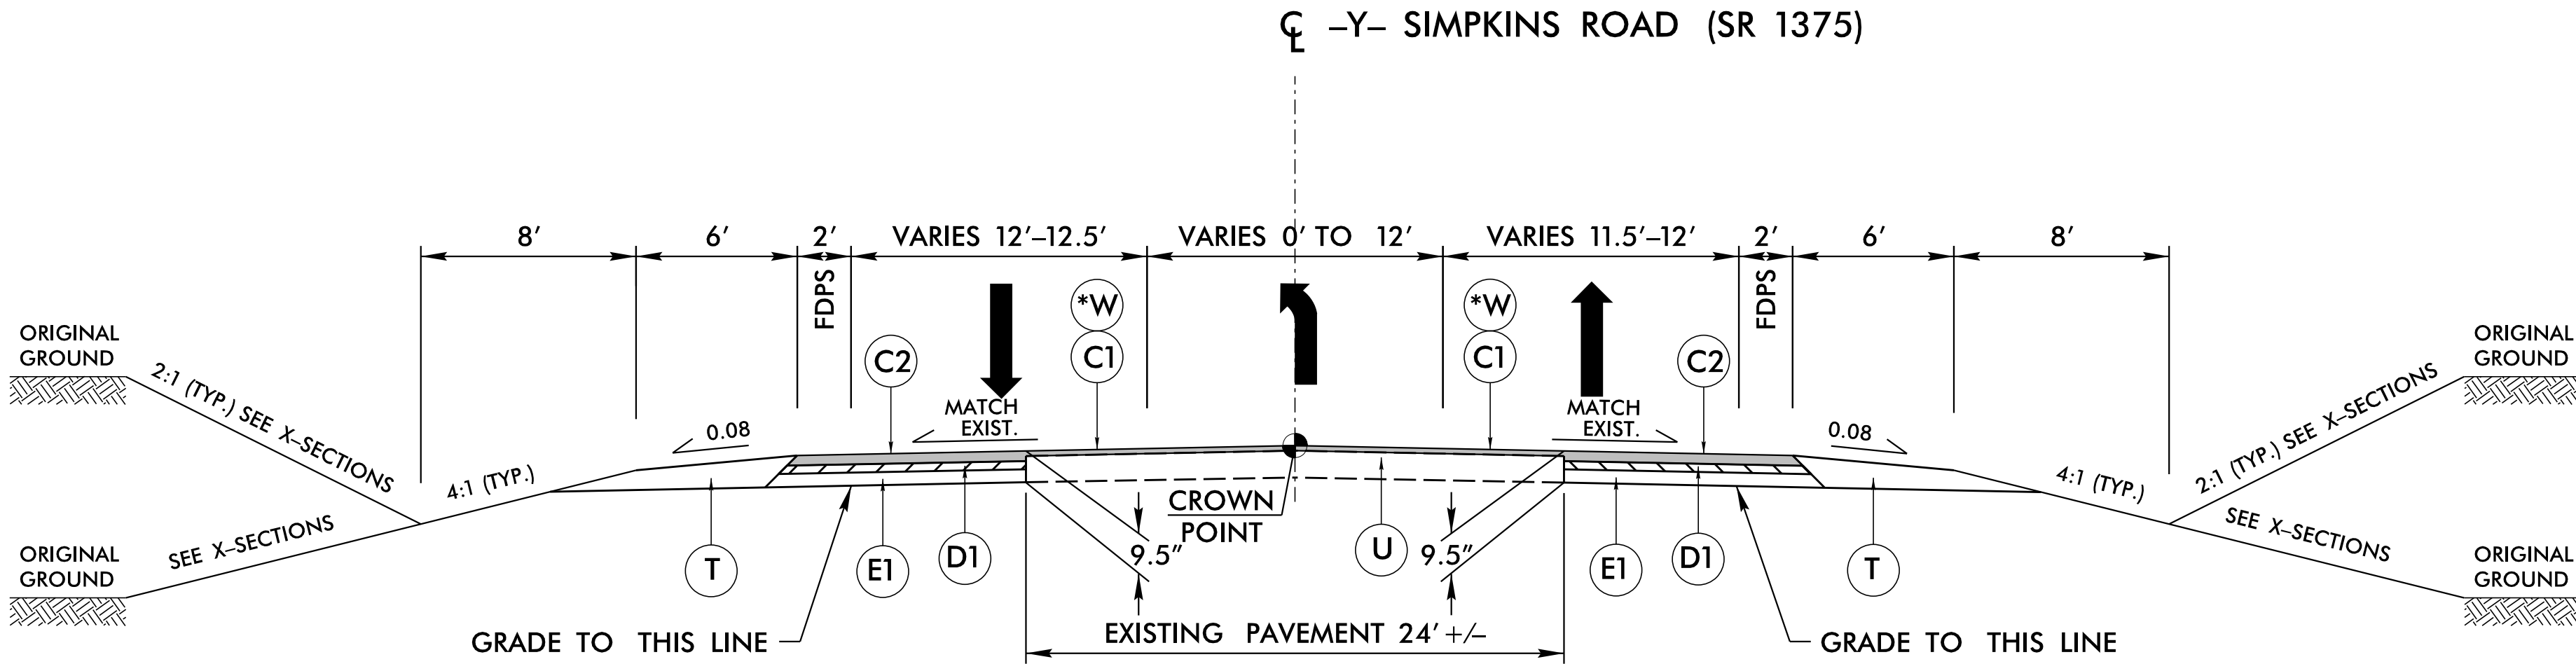 ℄ –Y– SIMPKINS ROAD (SR 1375)
8' 6' 2' VARIES 12'–12.5' VARIES 0' TO 12' VARIES 11.5'–12' 2' 6' 8'
FDPS
FDPS
*W
*W
C2
C1
C1
C2
ORIGINAL
GROUND
ORIGINAL
GROUND
2:1 (TYP.) SEE X–SECTIONS
2:1 (TYP.) SEE X–SECTIONS
0.08
MATCH
EXIST.
MATCH
EXIST.
0.08
4:1 (TYP.)
4:1 (TYP.)
SEE X–SECTIONS
SEE X–SECTIONS
ORIGINAL
GROUND
ORIGINAL
GROUND
T
E1
D1
9.5"
CROWN
POINT
U
9.5"
E1
D1
T
GRADE TO THIS LINE
EXISTING PAVEMENT 24' +/–
GRADE TO THIS LINE